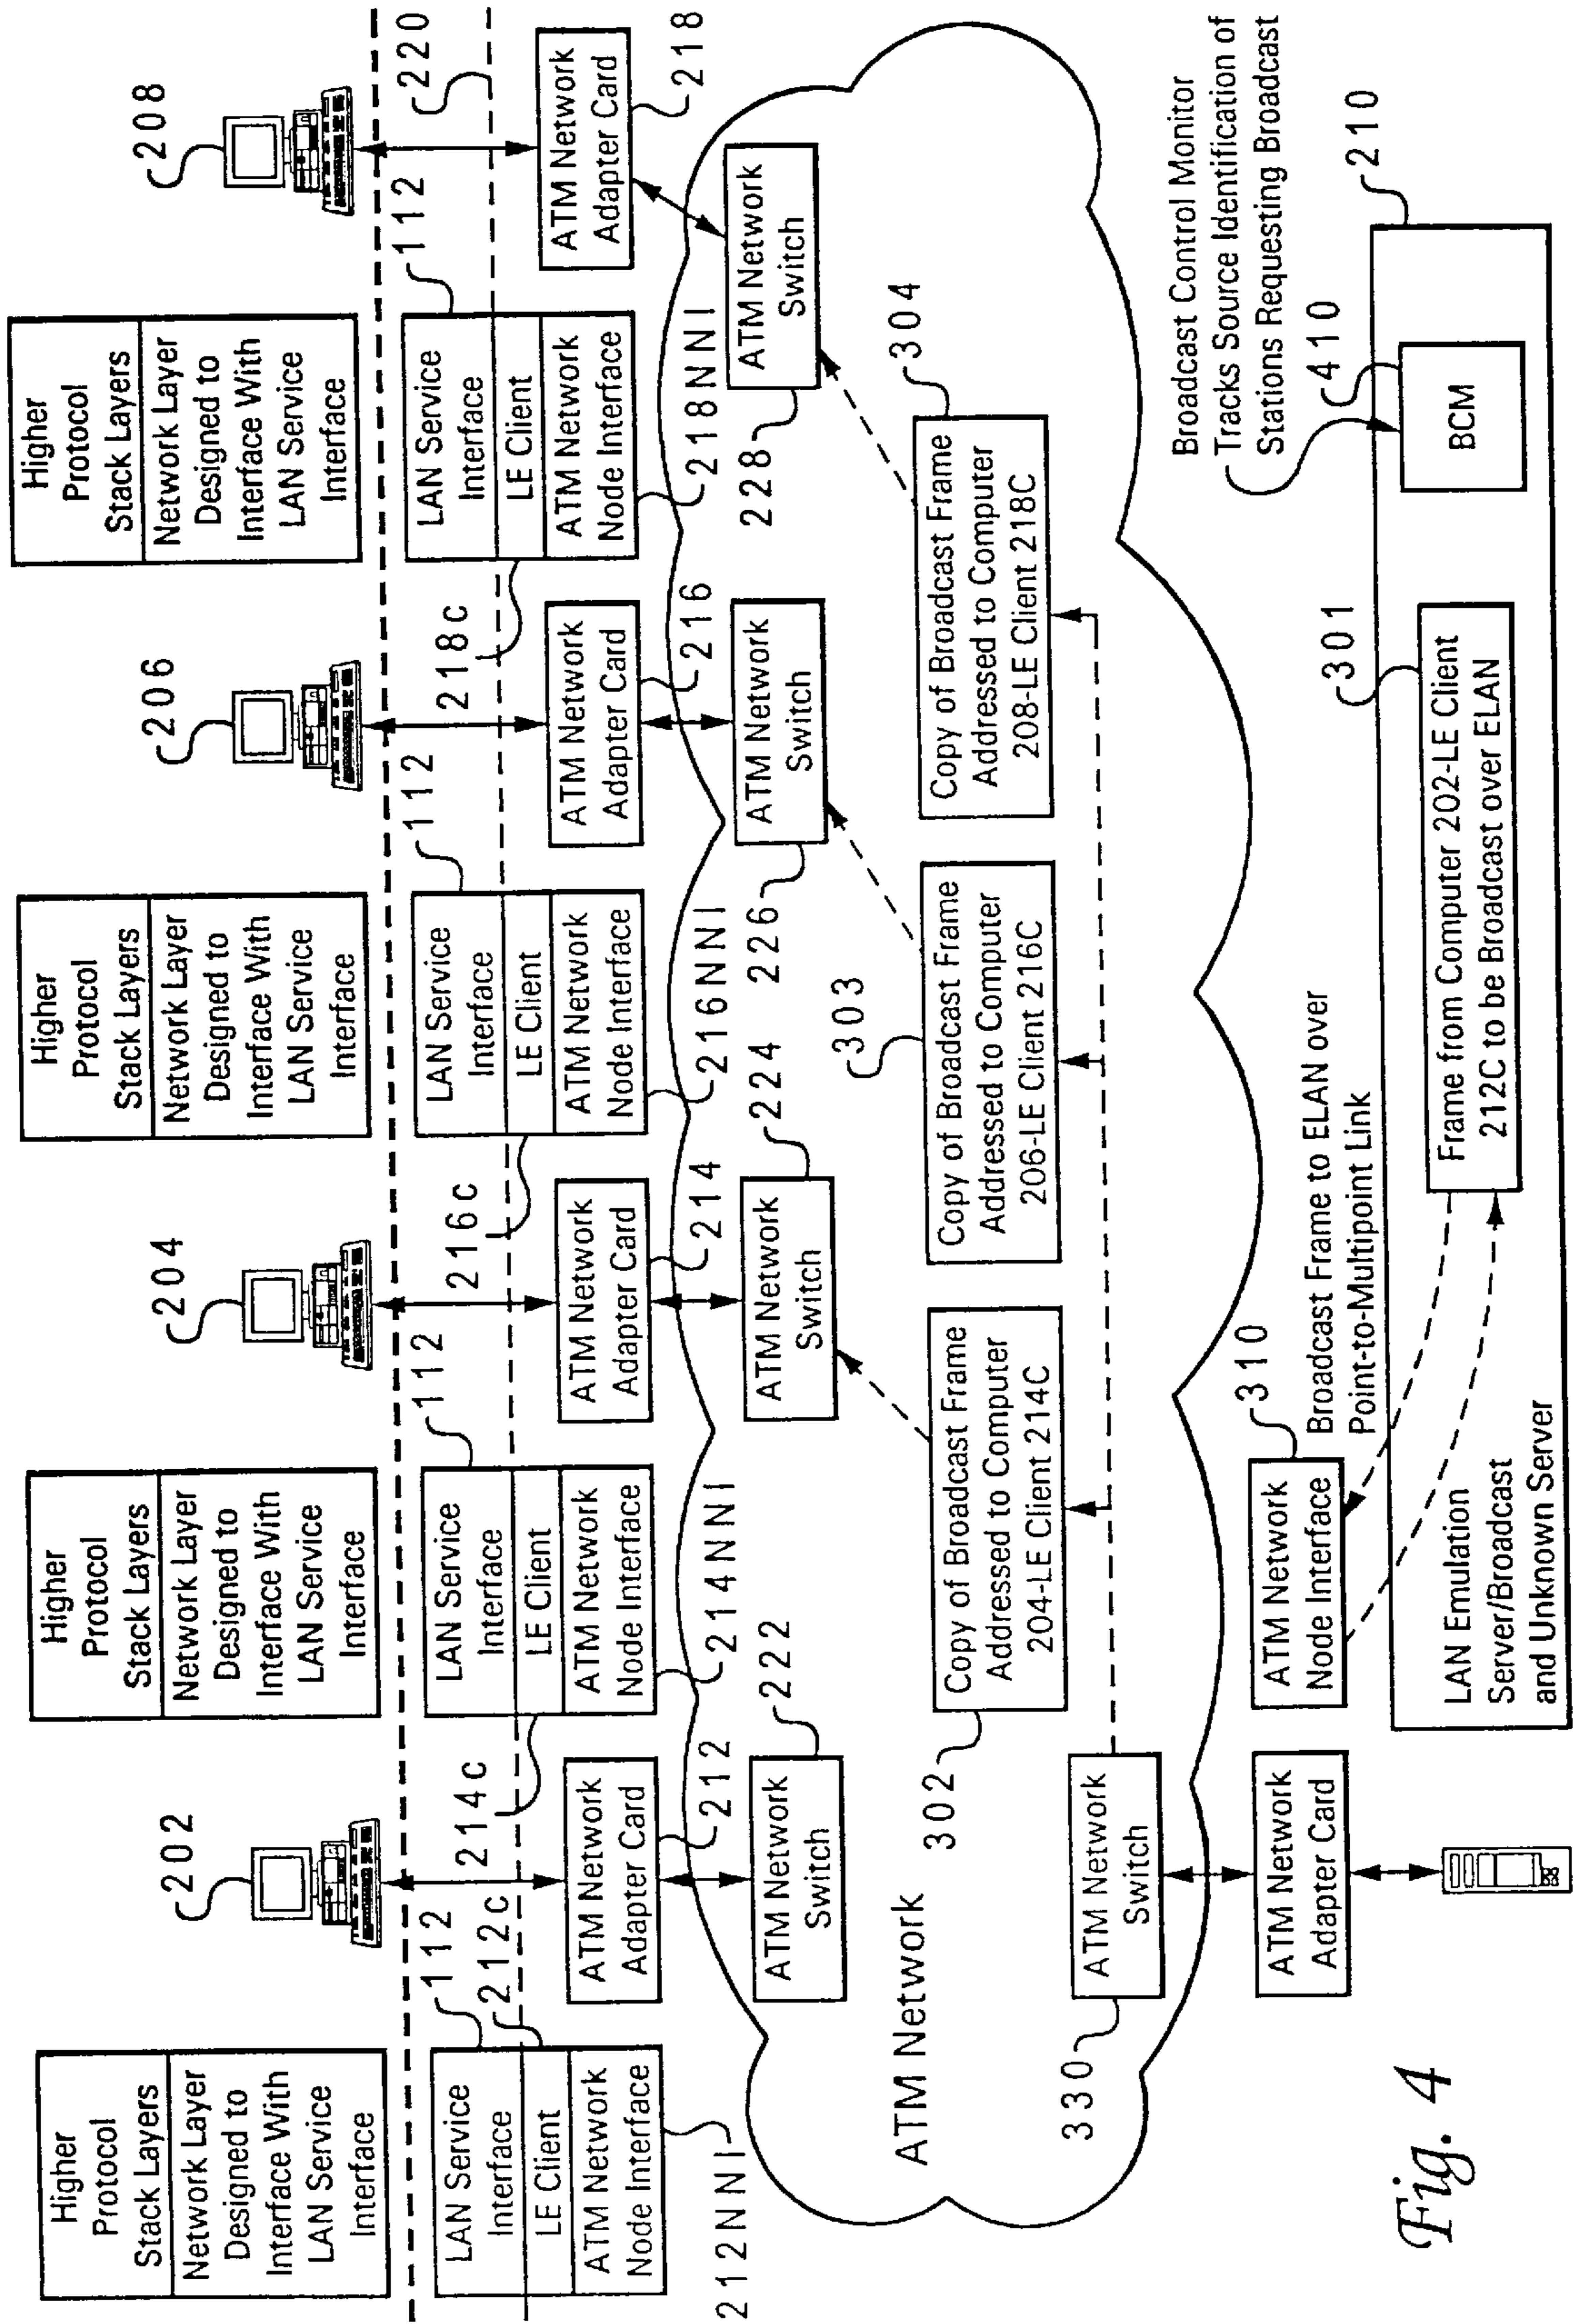 202
204
206
208
Higher
Protocol
Stack Layers
Network Layer
Designed to
Interface With
LAN Service
Interface
Higher
Protocol
Stack Layers
Network Layer
Designed to
Interface With
LAN Service
Interface
Higher
Protocol
Stack Layers
Network Layer
Designed to
Interface With
LAN Service
Interface
Higher
Protocol
Stack Layers
Network Layer
Designed to
Interface With
LAN Service
Interface
112
112
112
112
220
LAN Service
Interface
LE Client
ATM Network
Node Interface
212c
212NNI
214c
ATM Network
Adapter Card
212
LAN Service
Interface
LE Client
ATM Network
Node Interface
214NNI
216c
ATM Network
Adapter Card
214
LAN Service
Interface
LE Client
ATM Network
Node Interface
216NNI
218c
ATM Network
Adapter Card
216
LAN Service
Interface
LE Client
ATM Network
Node Interface
218NNI
ATM Network
Adapter Card
218
ATM Network
Switch
222
ATM Network
Switch
224
ATM Network
Switch
226
ATM Network
Switch
228
ATM Network
302
Copy of Broadcast Frame
Addressed to Computer
204-LE Client 214C
303
Copy of Broadcast Frame
Addressed to Computer
206-LE Client 216C
304
Copy of Broadcast Frame
Addressed to Computer
208-LE Client 218C
330
ATM Network
Switch
ATM Network
Adapter Card
ATM Network
Node Interface
310
Broadcast Frame to ELAN over
Point-to-Multipoint Link
301
Broadcast Control Monitor
Tracks Source Identification of
Stations Requesting Broadcast
410
210
LAN Emulation
Server/Broadcast
and Unknown Server
Frame from Computer 202-LE Client
212C to be Broadcast over ELAN
BCM
Fig. 4